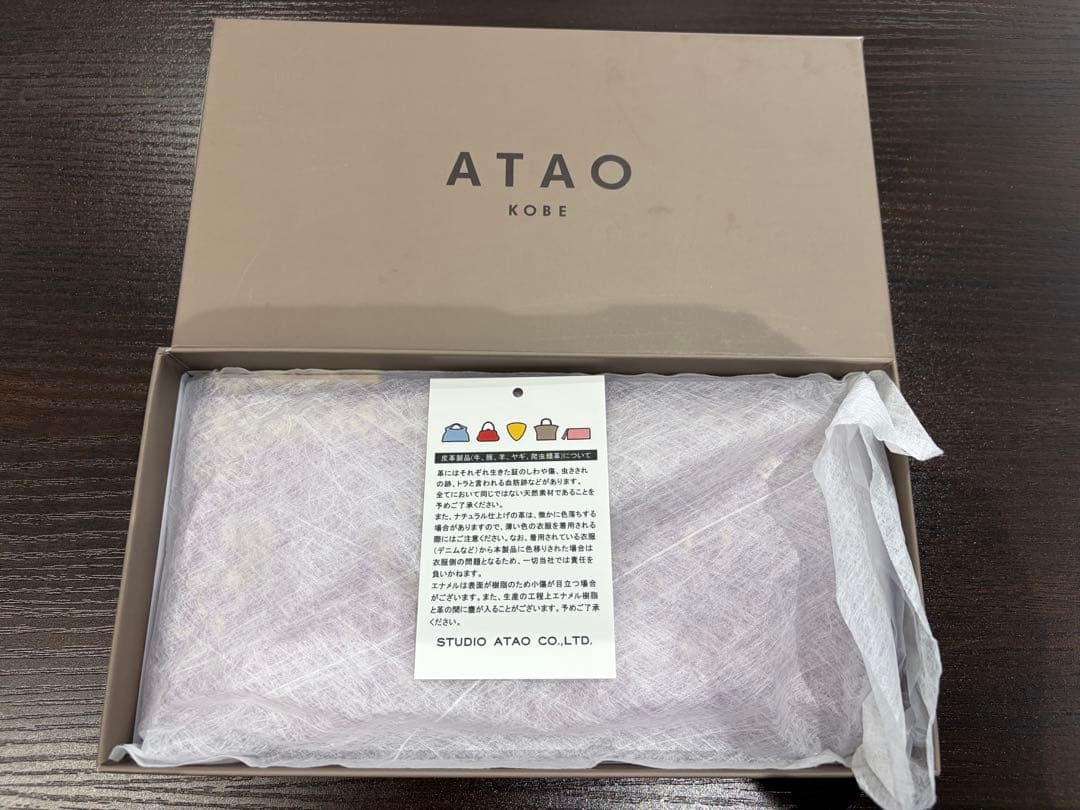 ATAO
KOBE
皮革製品(牛、豚、羊、ヤギ、爬虫類革)について
革にはそれぞれ生きた証のしわや傷、虫さされ
の跡、トラと言われる血筋跡などがあります。
全てにおいて同じではない天然素材であることを
予めご了承ください。
また、ナチュラル仕上げの革は、微かに色落ちする
場合がありますので、薄い色の衣服を着用される
際にはご注意ください。なお、着用されている衣服
(デニムなど)から本製品に色移りされた場合は
衣服側の問題となるため、一切当社では責任を
負いかねます。
エナメルは表面が樹脂のため小傷が目立つ場合
がございます。また、生産の工程上エナメル樹脂
と革の間に塵が入ることがございます。予めご了承
ください。
STUDIO ATAO CO.,LTD.